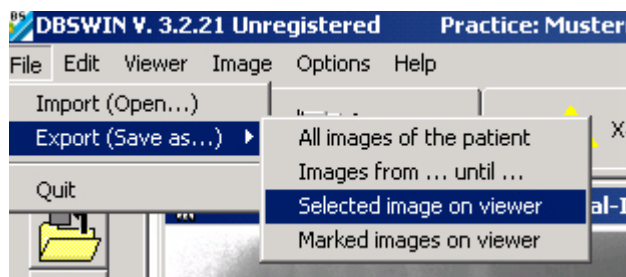 DBSWIN V. 3.2.21 Unregistered Practice: Muster
File Edit Viewer Image Options Help
Import (Open...)
Export (Save as...)
All images of the patient
Images from ... until ...
Quit
Selected image on viewer
Marked images on viewer